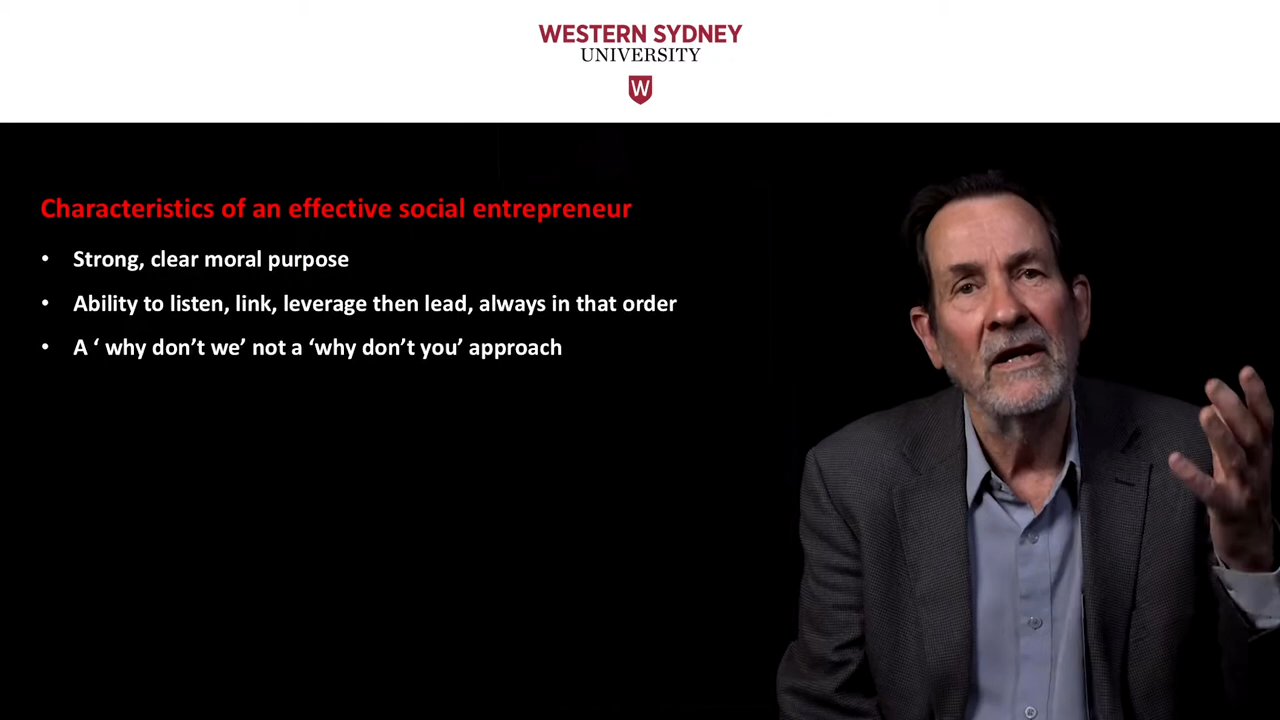 WESTERN SYDNEY
UNIVERSITY
W
Characteristics of an effective social entrepreneur
• Strong, clear moral purpose
• Ability to listen, link, leverage then lead, always in that order
• A ‘ why don’t we’ not a ‘why don’t you’ approach